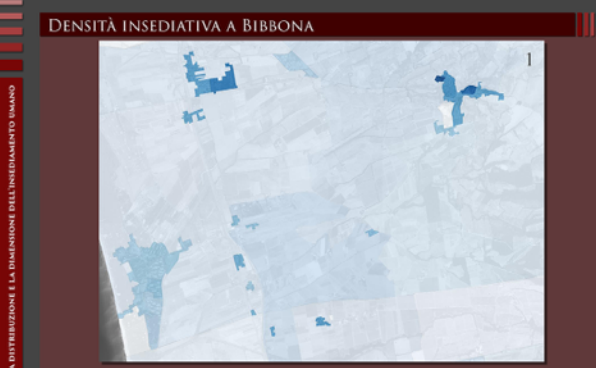 DENSITÀ INSEDIATIVA A BIBBONA
1
A DISTRIBUZIONE E LA DIMENSIONE DELL'INSEDIAMENTO UMANO